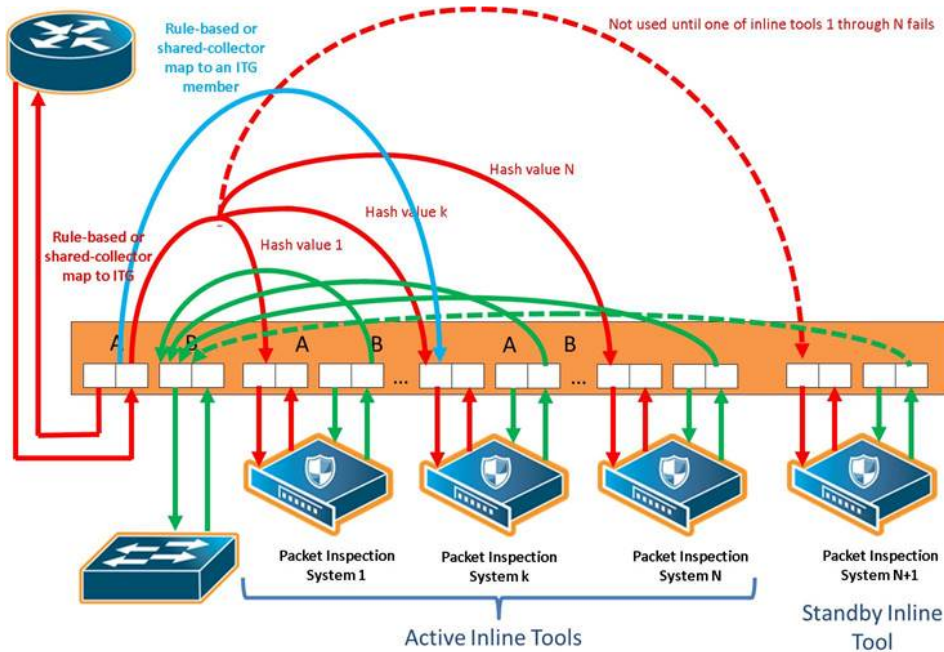 Rule-based or
shared-collector
map to an ITG
member
Not used until one of inline tools 1 through N fails
Hash value N
Hash value k
Hash value 1
Rule-based or
shared-collector
map to ITG
A
B
A
B
A
B
...
...
Packet Inspection
System 1
Packet Inspection
System k
Packet Inspection
System N
Packet Inspection
System N+1
Active Inline Tools
Standby Inline
Tool